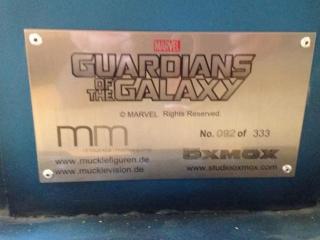 MARVEL
GUARDIANS
OF THE GALAXY
© MARVEL Rights Reserved.
mm
No. 092 of 333
www.mucklefiguren.de
www.mucklevision.de
OXMOX
www.studiooxmox.com